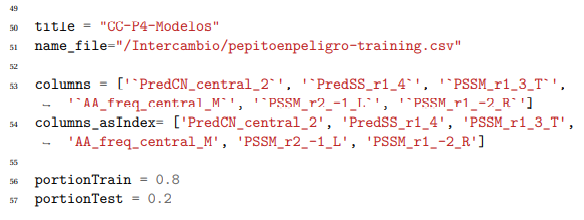 49
50 title = "CC-P4-Modelos"
51 name_file="/Intercambio/pepitoenpeligro-training.csv"
52
53 columns = ['`PredCN_central_2`', '`PredSS_r1_4`', '`PSSM_r1_3_T`',
→ '`AA_freq_central_M`', '`PSSM_r2_-1_L`', '`PSSM_r1_-2_R`']
54 columns_asIndex= ['PredCN_central_2', 'PredSS_r1_4', 'PSSM_r1_3_T',
→ 'AA_freq_central_M', 'PSSM_r2_-1_L', 'PSSM_r1_-2_R']
55
56 portionTrain = 0.8
57 portionTest = 0.2